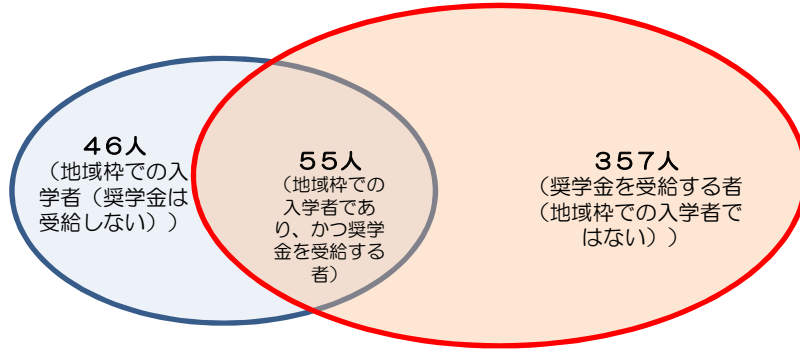 46人
（地域枠での入
学者（奨学金は
受給しない））
55人
（地域枠での
入学者であ
り、かつ奨学
金を受給する
者）
357人
（奨学金を受給する者
（地域枠での入学者で
はない））